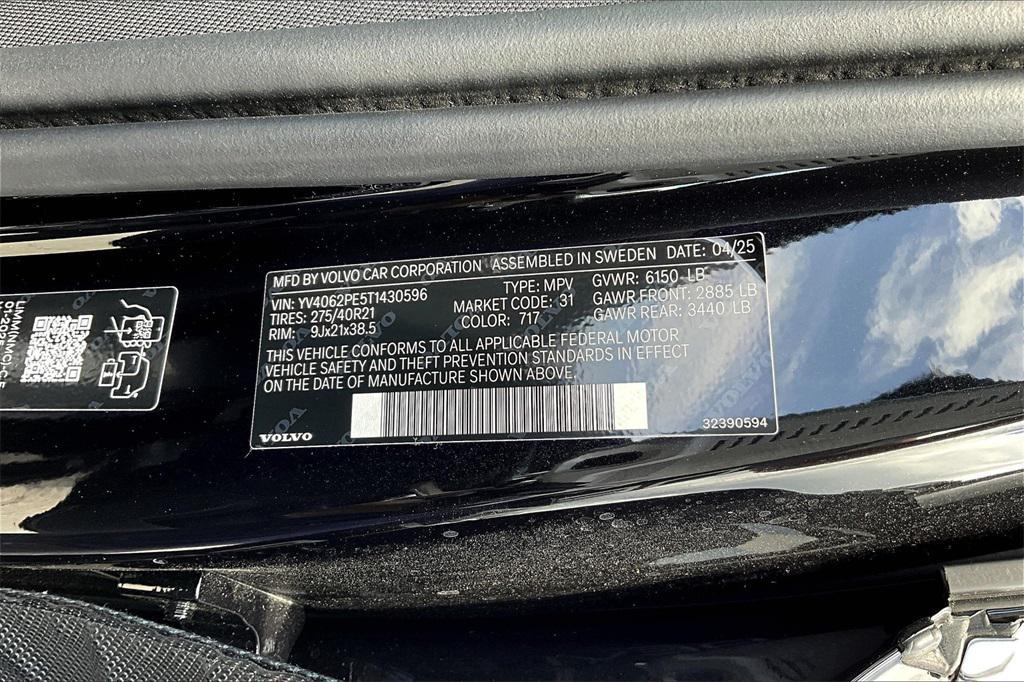 MFD BY VOLVO CAR CORPORATION ASSEMBLED IN SWEDEN DATE: 04/25
VIN: YV4062PE5T1430596 TYPE: MPV GVWR: 6150 LB
TIRES: 275/40R21 MARKET CODE: 31 GAWR FRONT: 2885 LB
RIM: 9Jx21x38.5 COLOR: 717 GAWR REAR: 3440 LB
THIS VEHICLE CONFORMS TO ALL APPLICABLE FEDERAL MOTOR
VEHICLE SAFETY AND THEFT PREVENTION STANDARDS IN EFFECT
ON THE DATE OF MANUFACTURE SHOWN ABOVE.
VOLVO 32390594